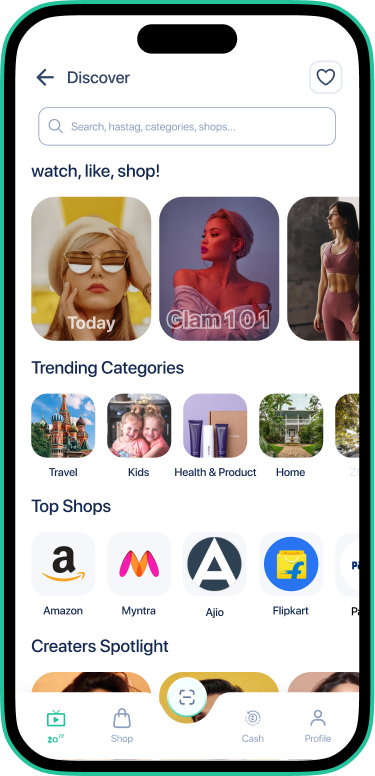 Discover
Search, hastag, categories, shops...
watch, like, shop!
Today
Glam101
Trending Categories
Travel
Kids
Health & Product
Home
Top Shops
a
Amazon
Myntra
A
Ajio
f
Flipkart
Pa
Creaters Spotlight
Shop
Cash
Profile